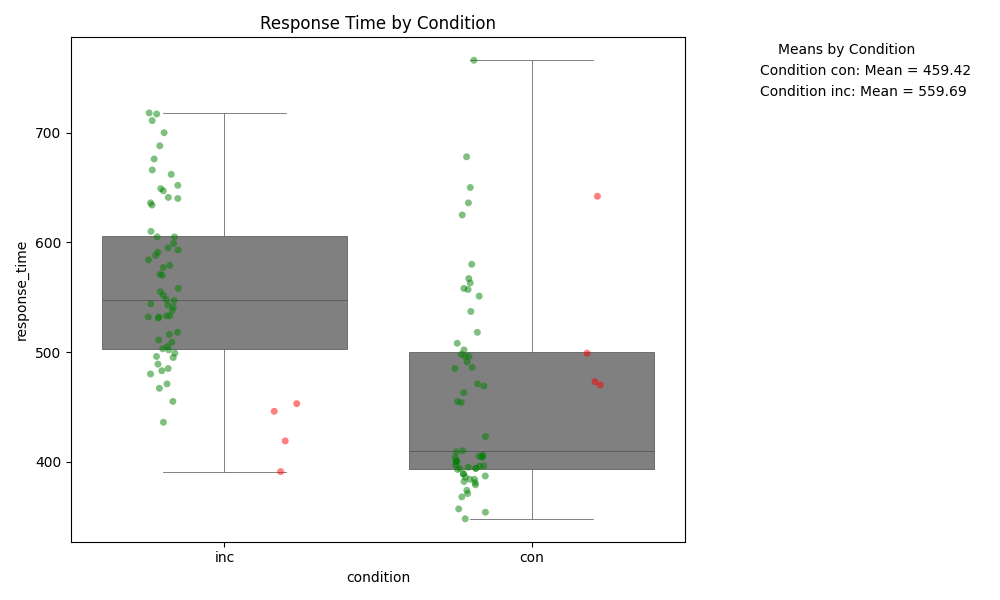 Response Time by Condition
Means by Condition
Condition con: Mean = 459.42
Condition inc: Mean = 559.69
700
600
500
400
response_time
inc
con
condition